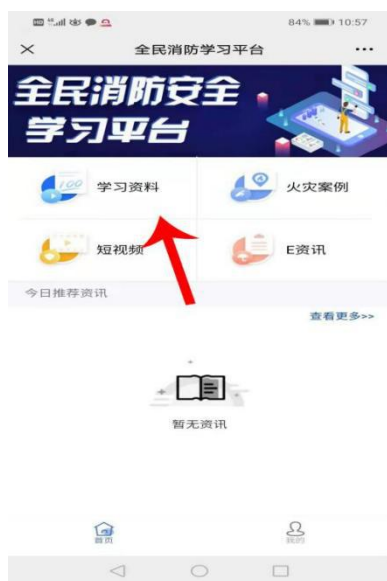 84% 10:57
全民消防学习平台
全民消防安全
学习平台
学习资料
火灾案例
短视频
E资讯
今日推荐资讯
查看更多>>
暂无资讯
首页
我的